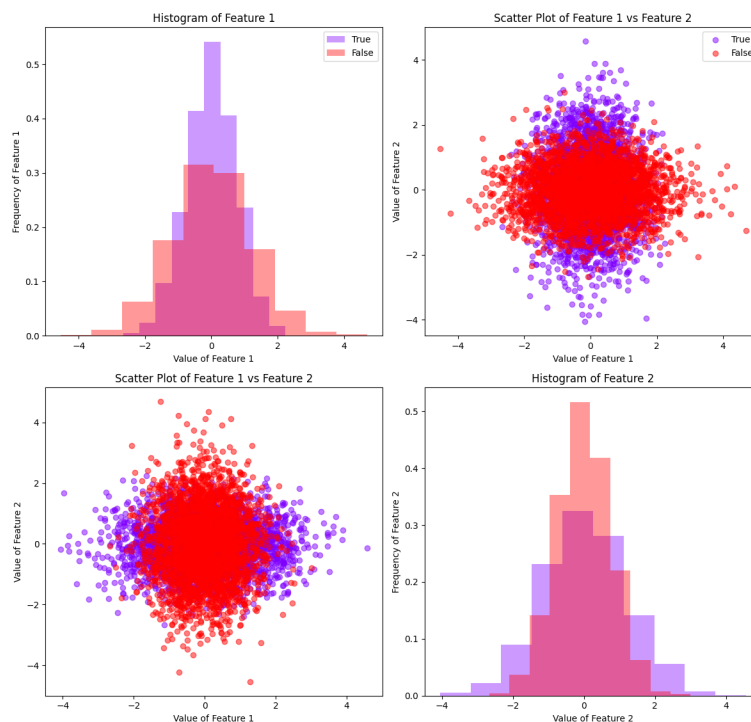 Histogram of Feature 1
True
False
0.5
0.4
0.3
0.2
0.1
0.0
Frequency of Feature 1
−4
−2
0
2
4
Value of Feature 1
Scatter Plot of Feature 1 vs Feature 2
True
False
4
2
0
−2
−4
Value of Feature 2
−4
−2
0
2
4
Value of Feature 1
Scatter Plot of Feature 1 vs Feature 2
4
2
0
−2
−4
Value of Feature 2
−4
−2
0
2
4
Value of Feature 1
Histogram of Feature 2
0.5
0.4
0.3
0.2
0.1
0.0
Frequency of Feature 2
−4
−2
0
2
4
Value of Feature 2